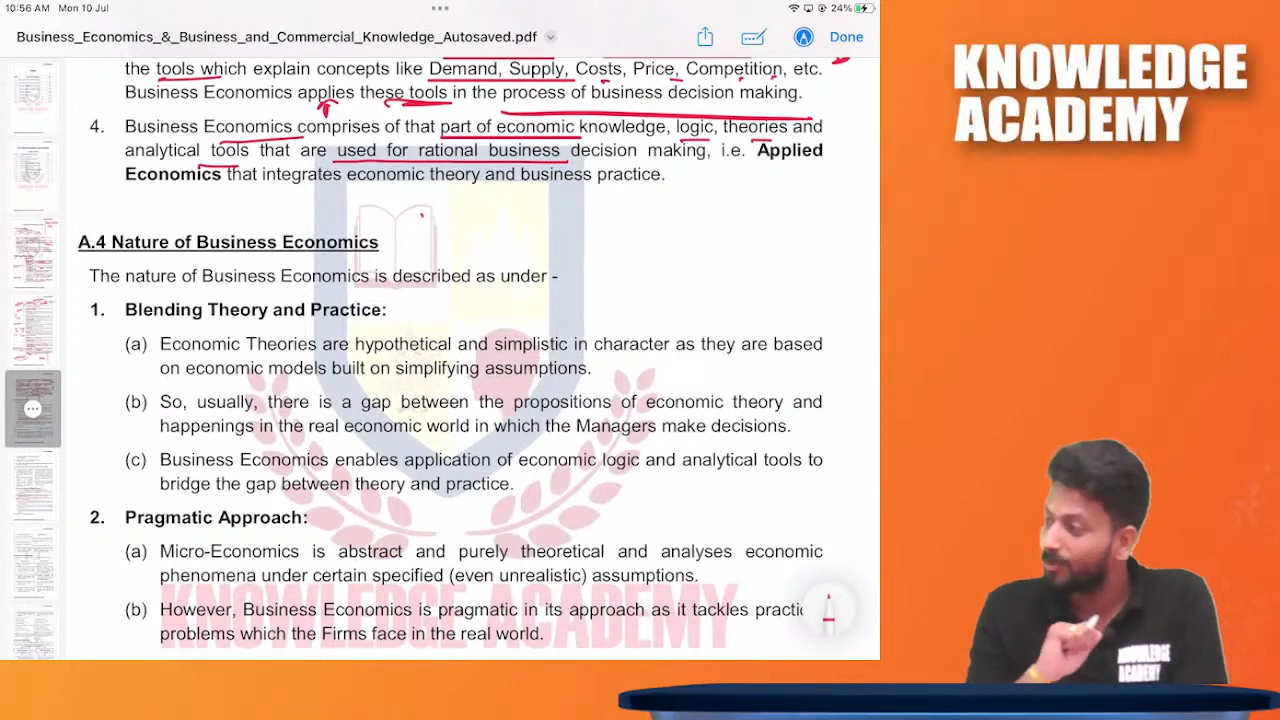 10:56 AM Mon 10 Jul
24%
Business_Economics_&_Business_and_Commercial_Knowledge_Autosaved.pdf
Done
the tools which explain concepts like Demand, Supply, Costs, Price, Competition, etc.
Business Economics applies these tools in the process of business decision making.
4. Business Economics comprises of that part of economic knowledge, logic, theories and
analytical tools that are used for rational business decision making, i.e. Applied
Economics that integrates economic theory and business practice.
A.4 Nature of Business Economics
The nature of Business Economics is described as under -
1. Blending Theory and Practice:
(a) Economic Theories are hypothetical and simplistic in character as they are based
on economic models built on simplifying assumptions.
(b) So, usually, there is a gap between the propositions of economic theory and
happenings in the real economic world in which the Managers make decisions.
(c) Business Economics enables application of economic logic and analytical tools to
bridge the gap between theory and practice.
2. Pragmatic Approach:
(a) Micro-Economics is abstract and purely theoretical and analyses economic
phenomena under certain specified (even unrealistic) assumptions.
(b) However, Business Economics is pragmatic in its approach as it tackles practic
problems which the Firms face in the real world.
KNOWLEDGE
ACADEMY
KNOWLEDGE
ACADEMY
KNOWLEDGE ACADEMY